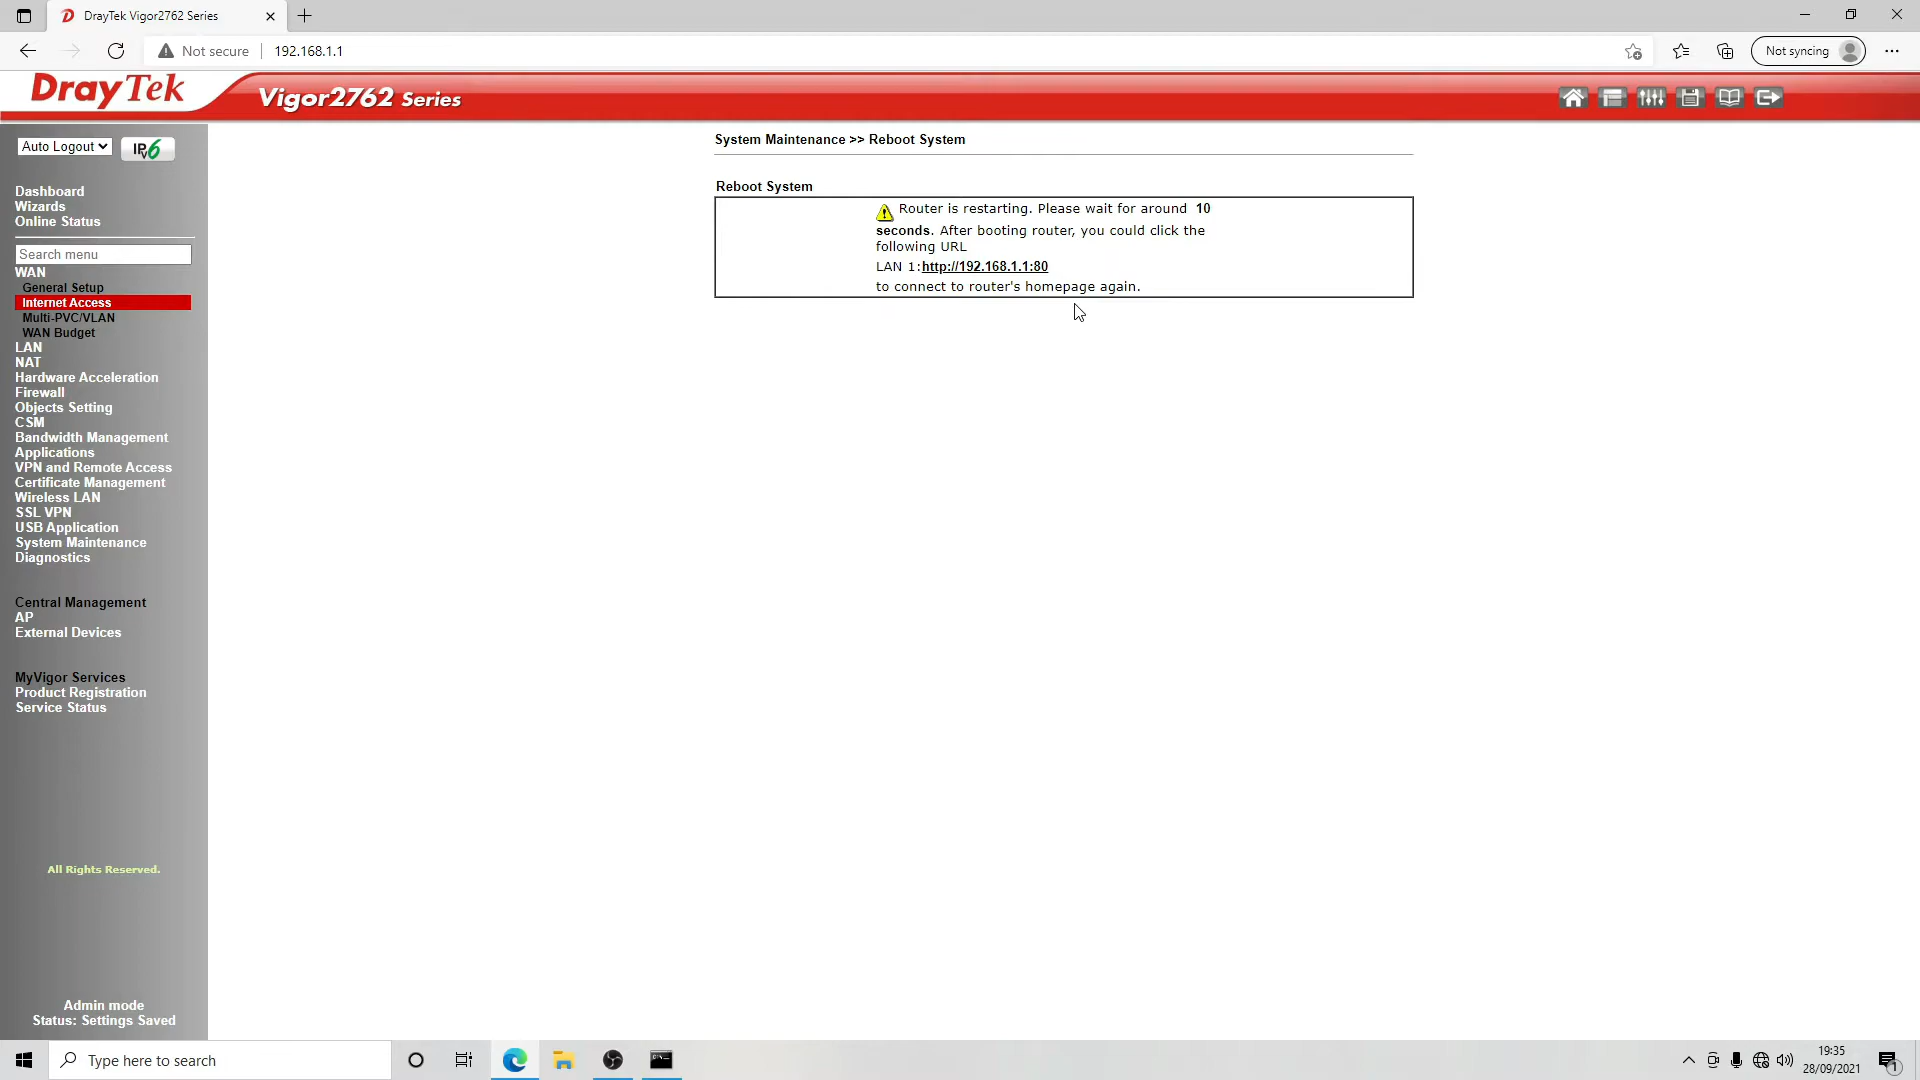 DrayTek Vigor2762 Series
Not secure
192.168.1.1
Not syncing
DrayTek
Vigor2762 Series
Auto Logout
IPv6
Dashboard
Wizards
Online Status
Search menu
WAN
General Setup
Internet Access
Multi-PVC/VLAN
WAN Budget
LAN
NAT
Hardware Acceleration
Firewall
Objects Setting
CSM
Bandwidth Management
Applications
VPN and Remote Access
Certificate Management
Wireless LAN
SSL VPN
USB Application
System Maintenance
Diagnostics
Central Management
AP
External Devices
MyVigor Services
Product Registration
Service Status
All Rights Reserved.
Admin mode
Status: Settings Saved
System Maintenance >> Reboot System
Reboot System
Router is restarting. Please wait for around 10
seconds. After booting router, you could click the
following URL
LAN 1:http://192.168.1.1:80
to connect to router's homepage again.
Type here to search
19:35
28/09/2021
1